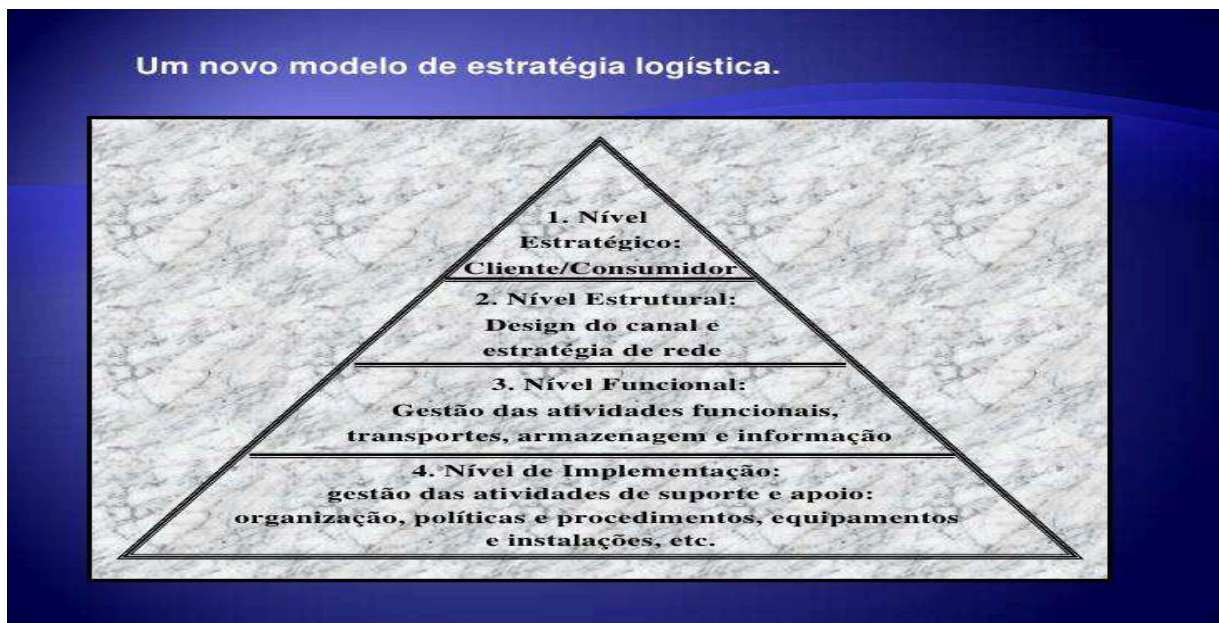 Um novo modelo de estratégia logística.
1. Nível
Estratégico:
Cliente/Consumidor
2. Nível Estrutural:
Design do canal e
estratégia de rede
3. Nível Funcional:
Gestão das atividades funcionais,
transportes, armazenagem e informação
4. Nível de Implementação:
gestão das atividades de suporte e apoio:
organização, políticas e procedimentos, equipamentos
e instalações, etc.